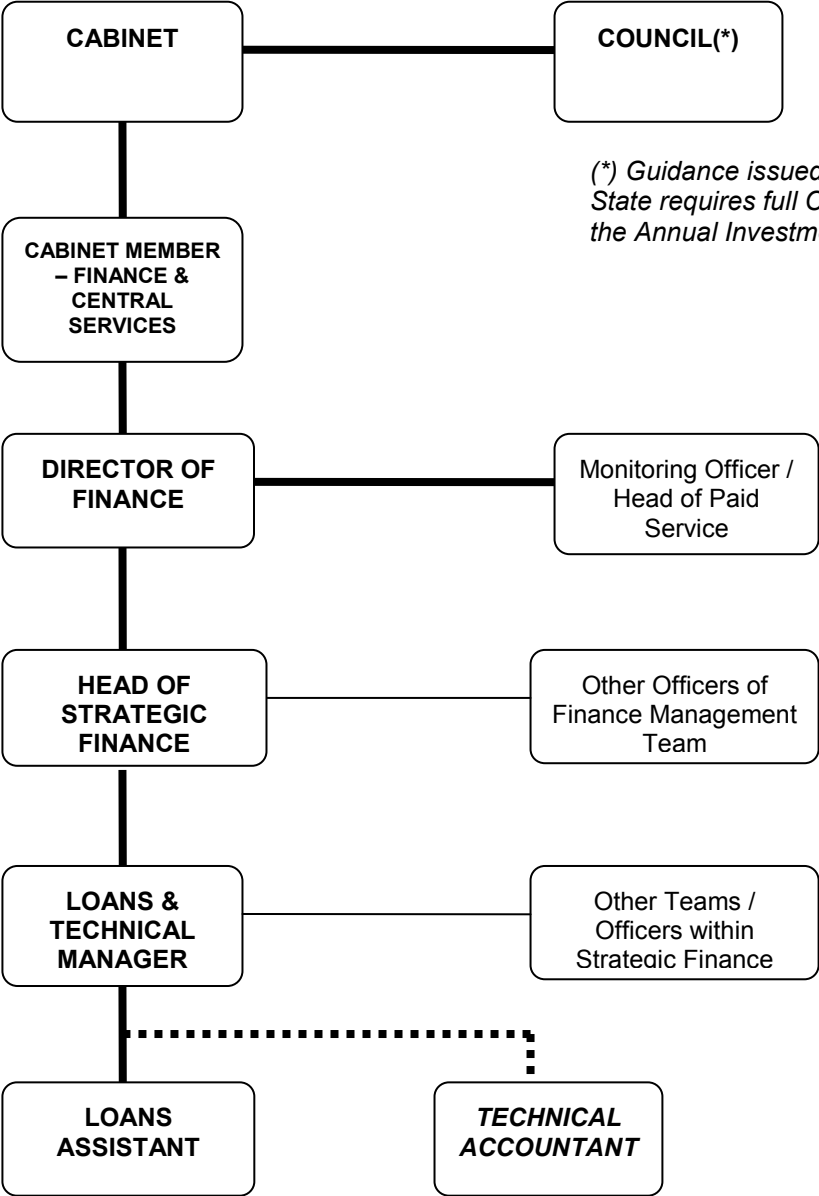 CABINET
COUNCIL(*)
(*) Guidance issued
State requires full
the Annual
CABINET MEMBER
– FINANCE &
CENTRAL
SERVICES
DIRECTOR OF
FINANCE
Monitoring Officer /
Head of Paid
Service
HEAD OF
STRATEGIC
FINANCE
Other Officers of
Finance Management
Team
LOANS &
TECHNICAL
MANAGER
Other Teams /
Officers within
Strategic Finance
LOANS
ASSISTANT
TECHNICAL
ACCOUNTANT